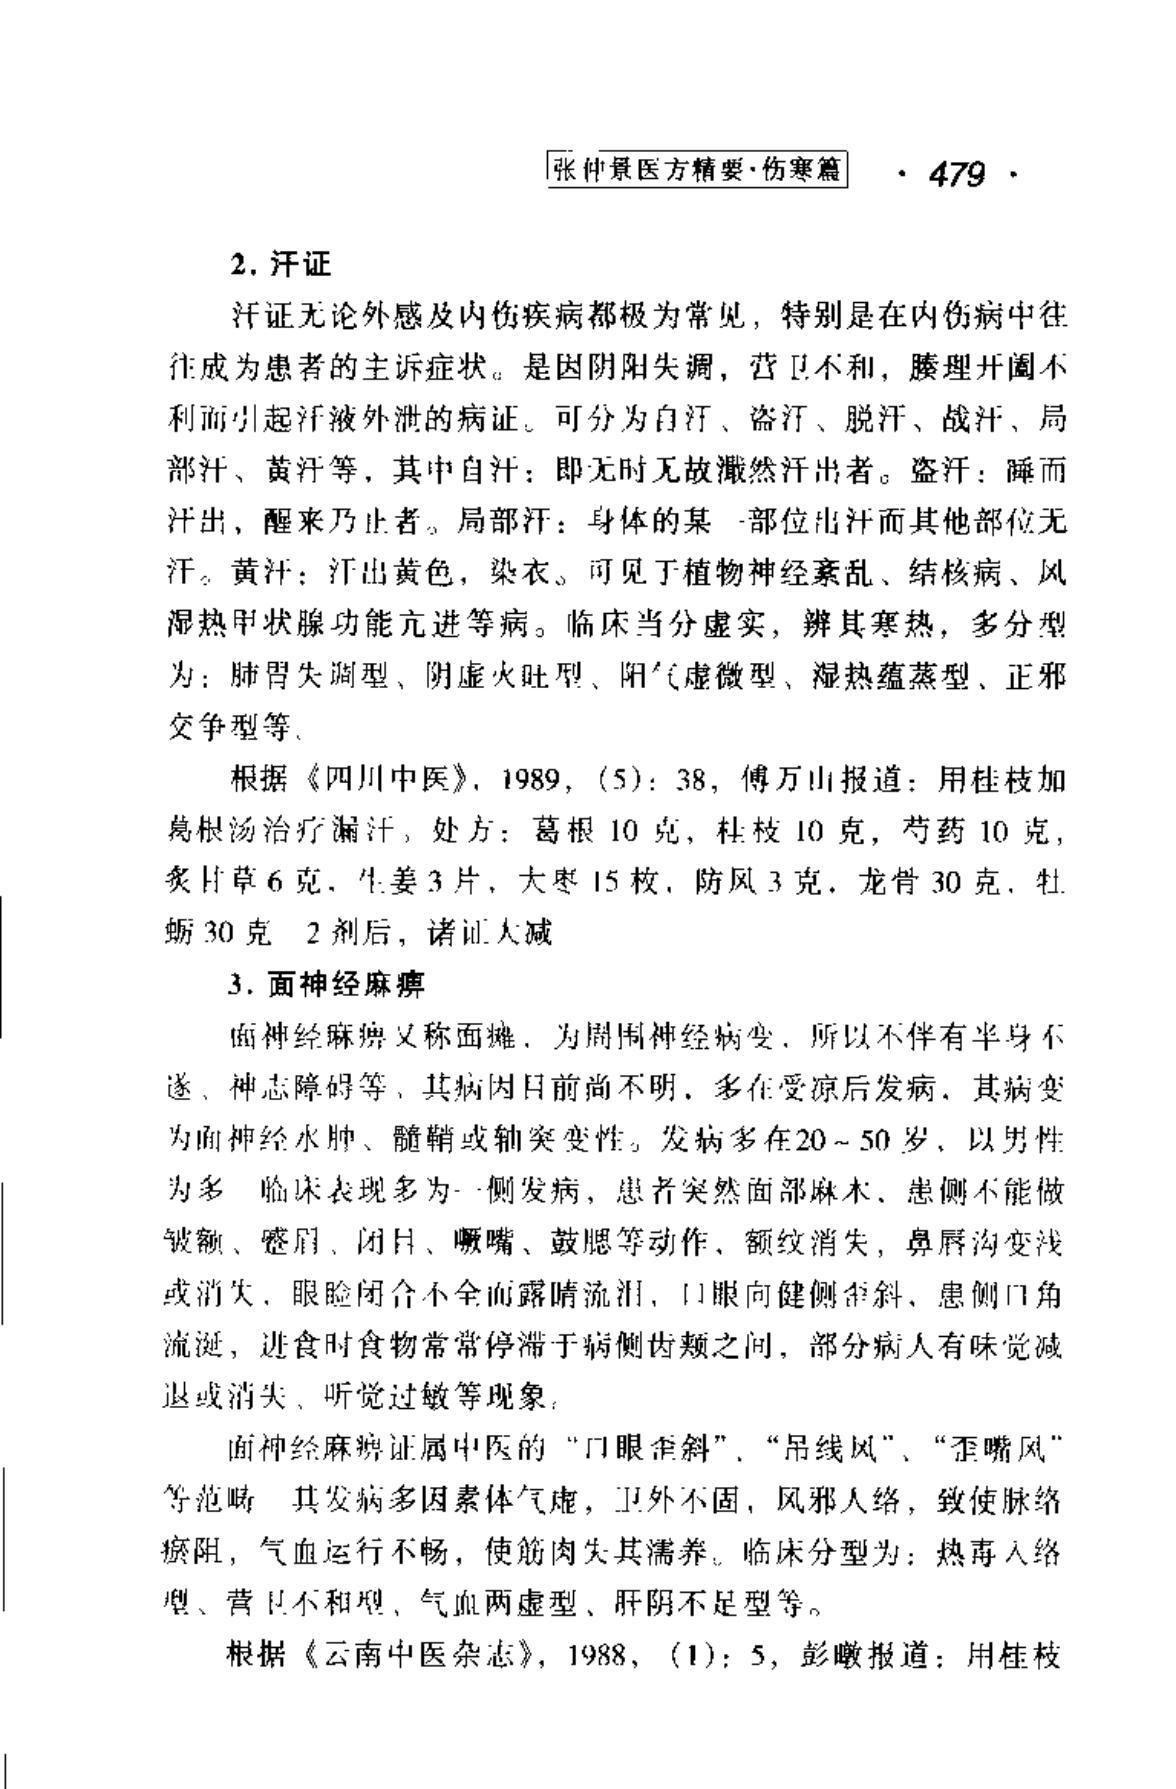 张仲景医方精要·伤寒篇 · 479 ·
2. 汗证
汗证无论外感及内伤疾病都极为常见，特别是在内伤病中往
往成为患者的主诉症状。是因阴阳失调，营卫不和，腠理开阖不
利而引起汗液外泄的病证。可分为自汗、盗汗、脱汗、战汗、局
部汗、黄汗等，其中自汗：即无时无故濈然汗出者。盗汗：睡而
汗出，醒来乃止者。局部汗：身体的某一部位出汗而其他部位无
汗。黄汗：汗出黄色，染衣。可见于植物神经紊乱、结核病、风
湿热甲状腺功能亢进等病。临床当分虚实，辨其寒热，多分型
为：肺胃失调型、阴虚火旺型、阳气虚微型、湿热蕴蒸型、正邪
交争型等。
根据《四川中医》，1989，（5）：38，傅万山报道：用桂枝加
葛根汤治疗漏汗。处方：葛根 10 克，桂枝 10 克，芍药 10 克，
炙甘草 6 克，生姜 3 片，大枣 15 枚，防风 3 克，龙骨 30 克，牡
蛎 30 克 2 剂后，诸证大减
3. 面神经麻痹
面神经麻痹又称面瘫，为周围神经病变，所以不伴有半身不
遂、神志障碍等，其病因目前尚不明，多在受凉后发病，其病变
为面神经水肿、髓鞘或轴突变性。发病多在20～50 岁，以男性
为多 临床表现多为一侧发病，患者突然面部麻木，患侧不能做
皱额、蹙眉、闭目、噘嘴、鼓腮等动作，额纹消失，鼻唇沟变浅
或消失，眼睑闭合不全而露睛流泪，口眼向健侧歪斜，患侧口角
流涎，进食时食物常常停滞于病侧齿颊之间，部分病人有味觉减
退或消失、听觉过敏等现象。
面神经麻痹证属中医的“口眼歪斜”、“吊线风”、“歪嘴风”
等范畴 其发病多因素体气虚，卫外不固，风邪入络，致使脉络
瘀阻，气血运行不畅，使筋肉失其濡养。临床分型为：热毒入络
型、营卫不和型、气血两虚型、肝阴不足型等。
根据《云南中医杂志》，1988，（1）：5，彭暾报道：用桂枝